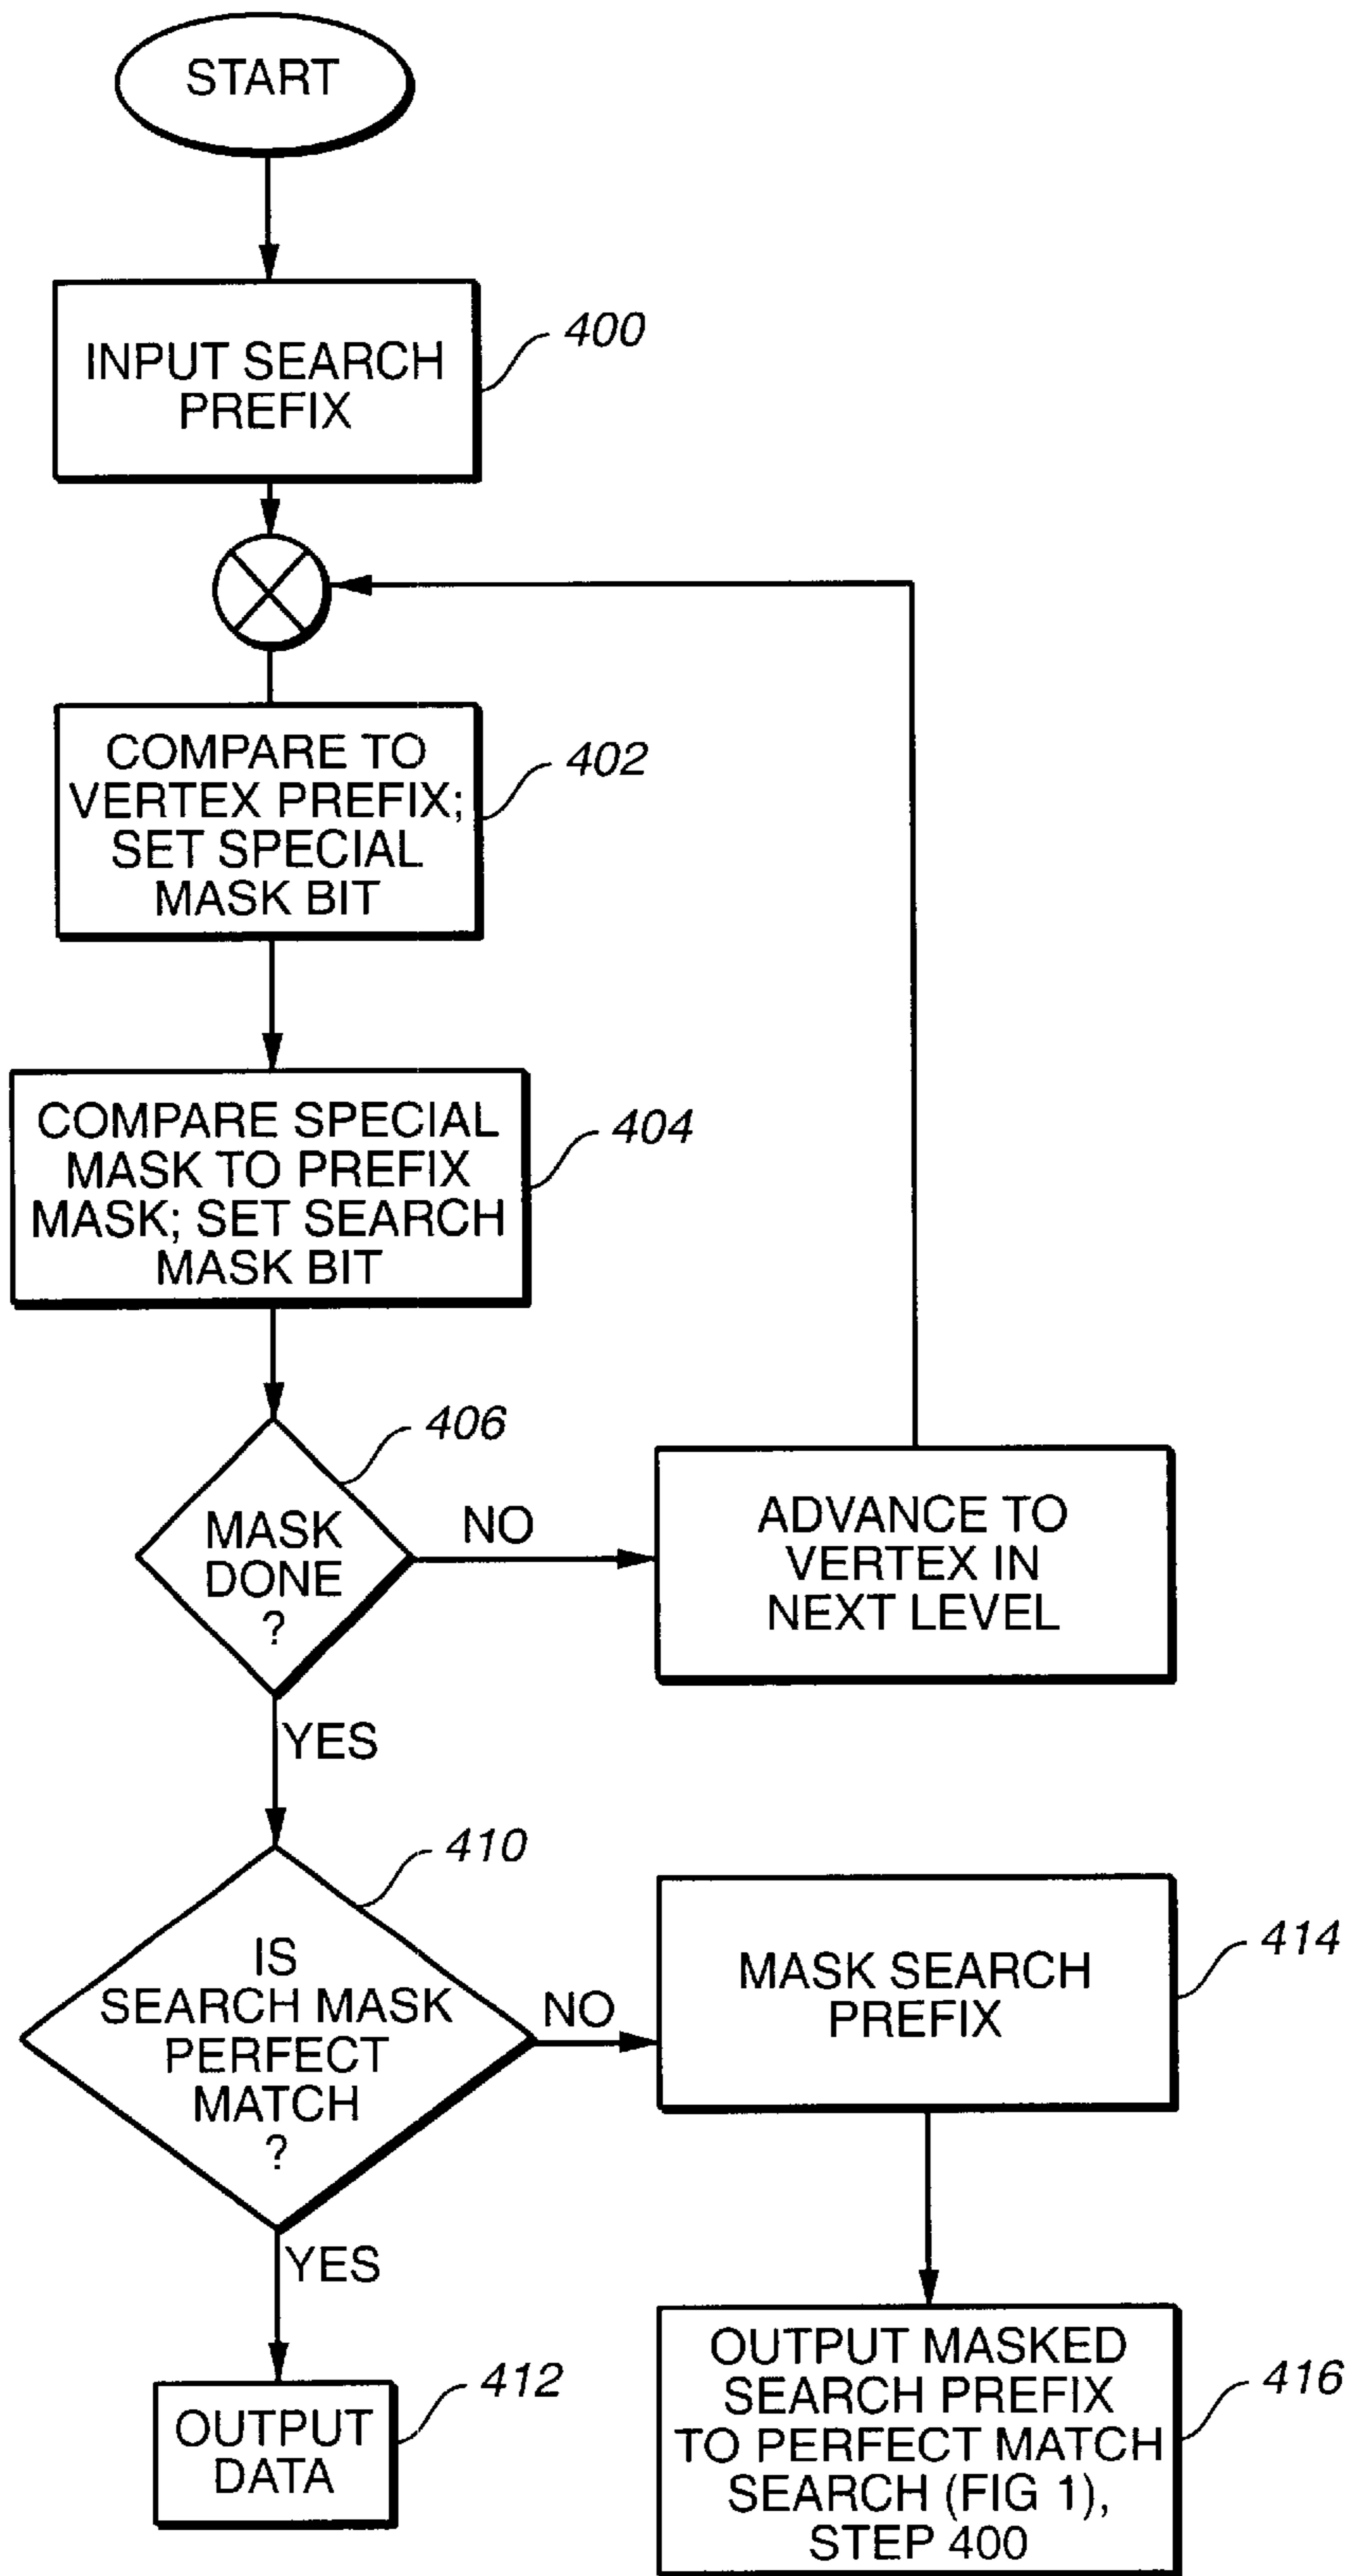 START
INPUT SEARCH
PREFIX
400
COMPARE TO
VERTEX PREFIX;
SET SPECIAL
MASK BIT
402
COMPARE SPECIAL
MASK TO PREFIX
MASK; SET SEARCH
MASK BIT
404
406
MASK
DONE
?
NO
ADVANCE TO
VERTEX IN
NEXT LEVEL
YES
410
IS
SEARCH MASK
PERFECT
MATCH
?
NO
MASK SEARCH
PREFIX
414
YES
OUTPUT
DATA
412
OUTPUT MASKED
SEARCH PREFIX
TO PERFECT MATCH
SEARCH (FIG 1),
STEP 400
416